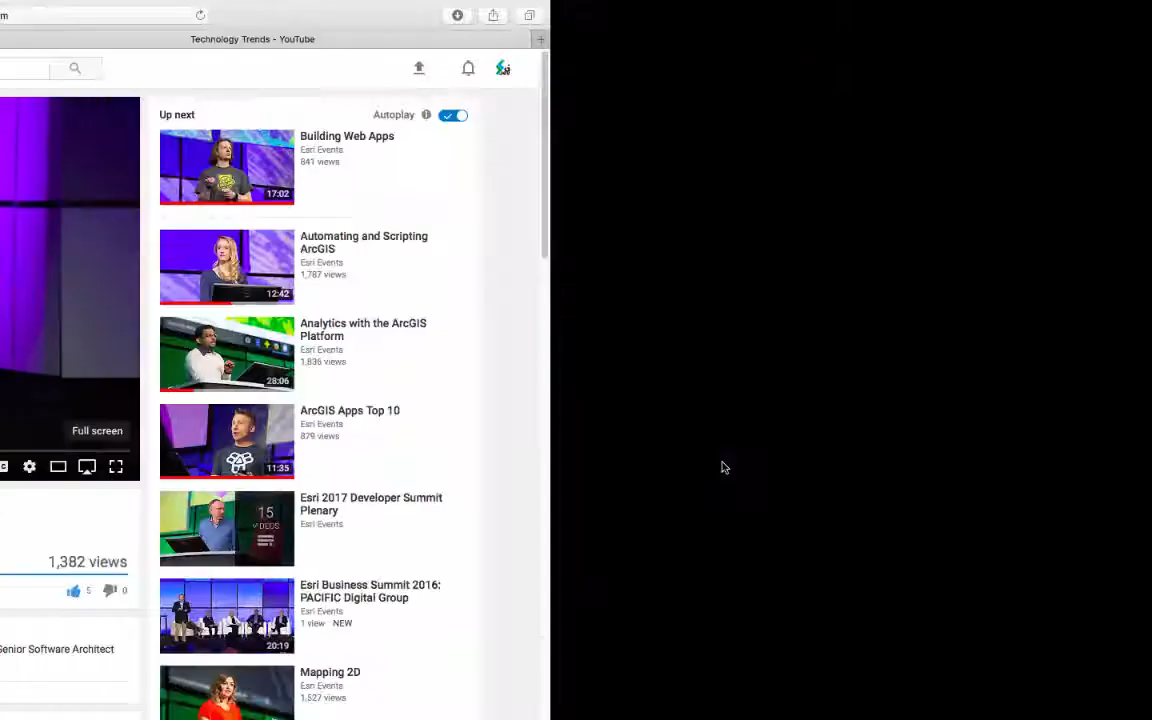 m
Technology Trends - YouTube
Up next
Autoplay
Building Web Apps
Esri Events
841 views
17:02
Automating and Scripting
ArcGIS
Esri Events
1,787 views
12:42
Analytics with the ArcGIS
Platform
Esri Events
1,836 views
28:06
ArcGIS Apps Top 10
Esri Events
879 views
11:35
Full screen
Esri 2017 Developer Summit
Plenary
Esri Events
15
VIDEOS
1,382 views
5
0
Esri Business Summit 2016:
PACIFIC Digital Group
Esri Events
1 view NEW
20:19
Senior Software Architect
Mapping 2D
Esri Events
1,527 views